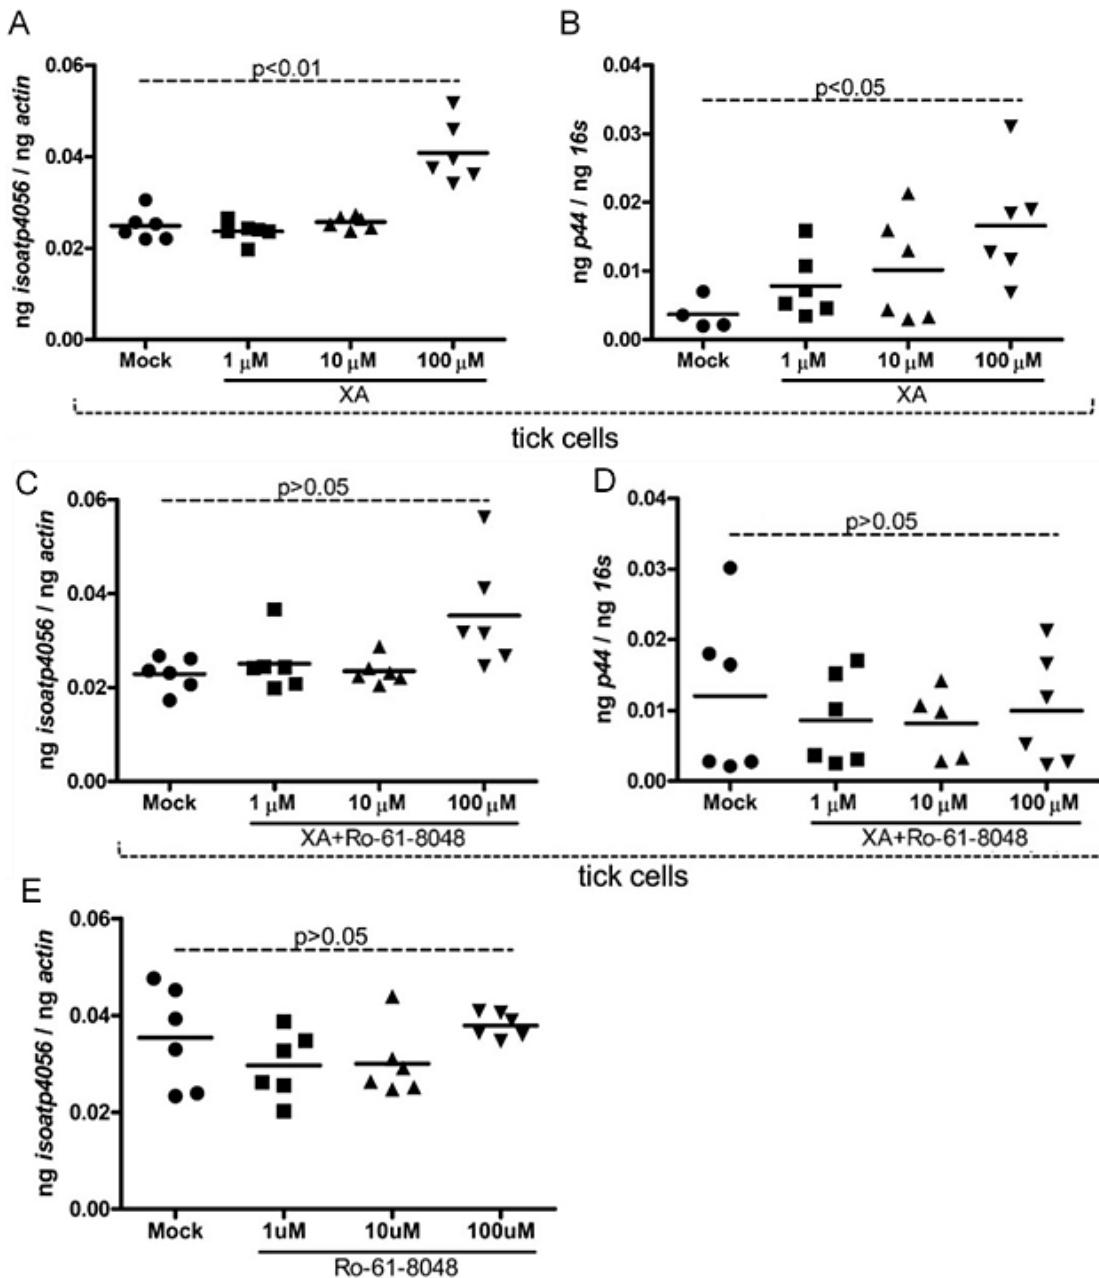 A
ng isoatp4056 / ng actin
0.06
0.04
0.02
0.00
p<0.01
Mock
1 μM
10 μM
100 μM
XA
B
ng p44 / ng 16s
0.04
0.03
0.02
0.01
0.00
p<0.05
Mock
1 μM
10 μM
100 μM
XA
tick cells
C
ng isoatp4056 / ng actin
0.06
0.04
0.02
0.00
p>0.05
Mock
1 μM
10 μM
100 μM
XA+Ro-61-8048
D
ng p44 / ng 16s
0.04
0.03
0.02
0.01
0.00
p>0.05
Mock
1 μM
10 μM
100 μM
XA+Ro-61-8048
tick cells
E
ng isoatp4056 / ng actin
0.06
0.04
0.02
0.00
p>0.05
Mock
1uM
10uM
100uM
Ro-61-8048